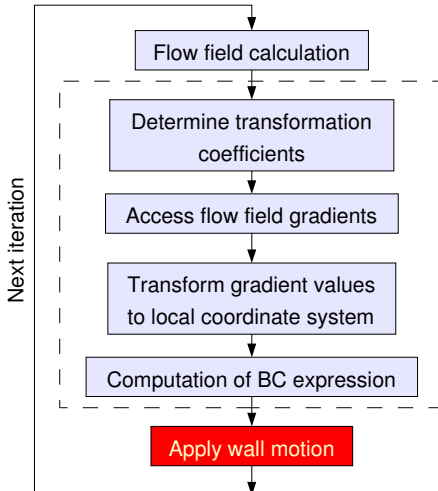 Flow field calculation
Determine transformation
coefficients
Access flow field gradients
Transform gradient values
to local coordinate system
Computation of BC expression
Apply wall motion
Next iteration